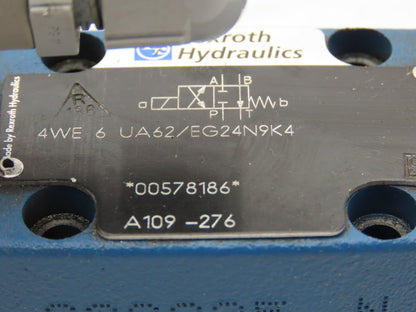 Rexroth
Hydraulics
made by Rexroth Hydraulics
A B
R
a
b
P T
4WE 6 UA62/EG24N9K4
*00578186*
A109 -276